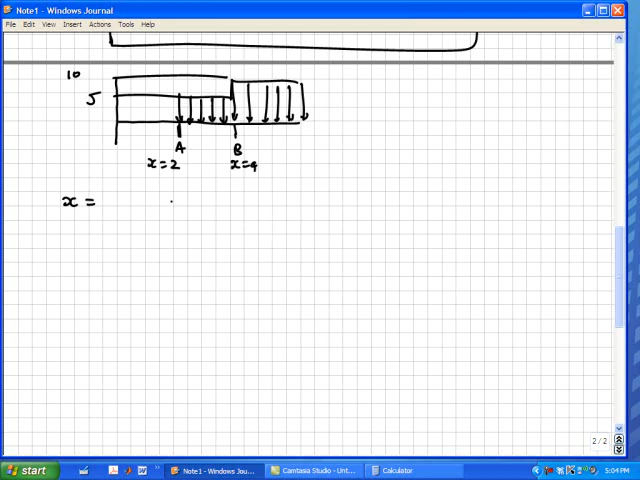 Note1 - Windows Journal
File Edit View Insert Actions Tools Help
10
5
A B
x=2 x=4
x =
2 / 2
start Note1 - Windows Jou... Camtasia Studio - Unt... Calculator 5:04 PM